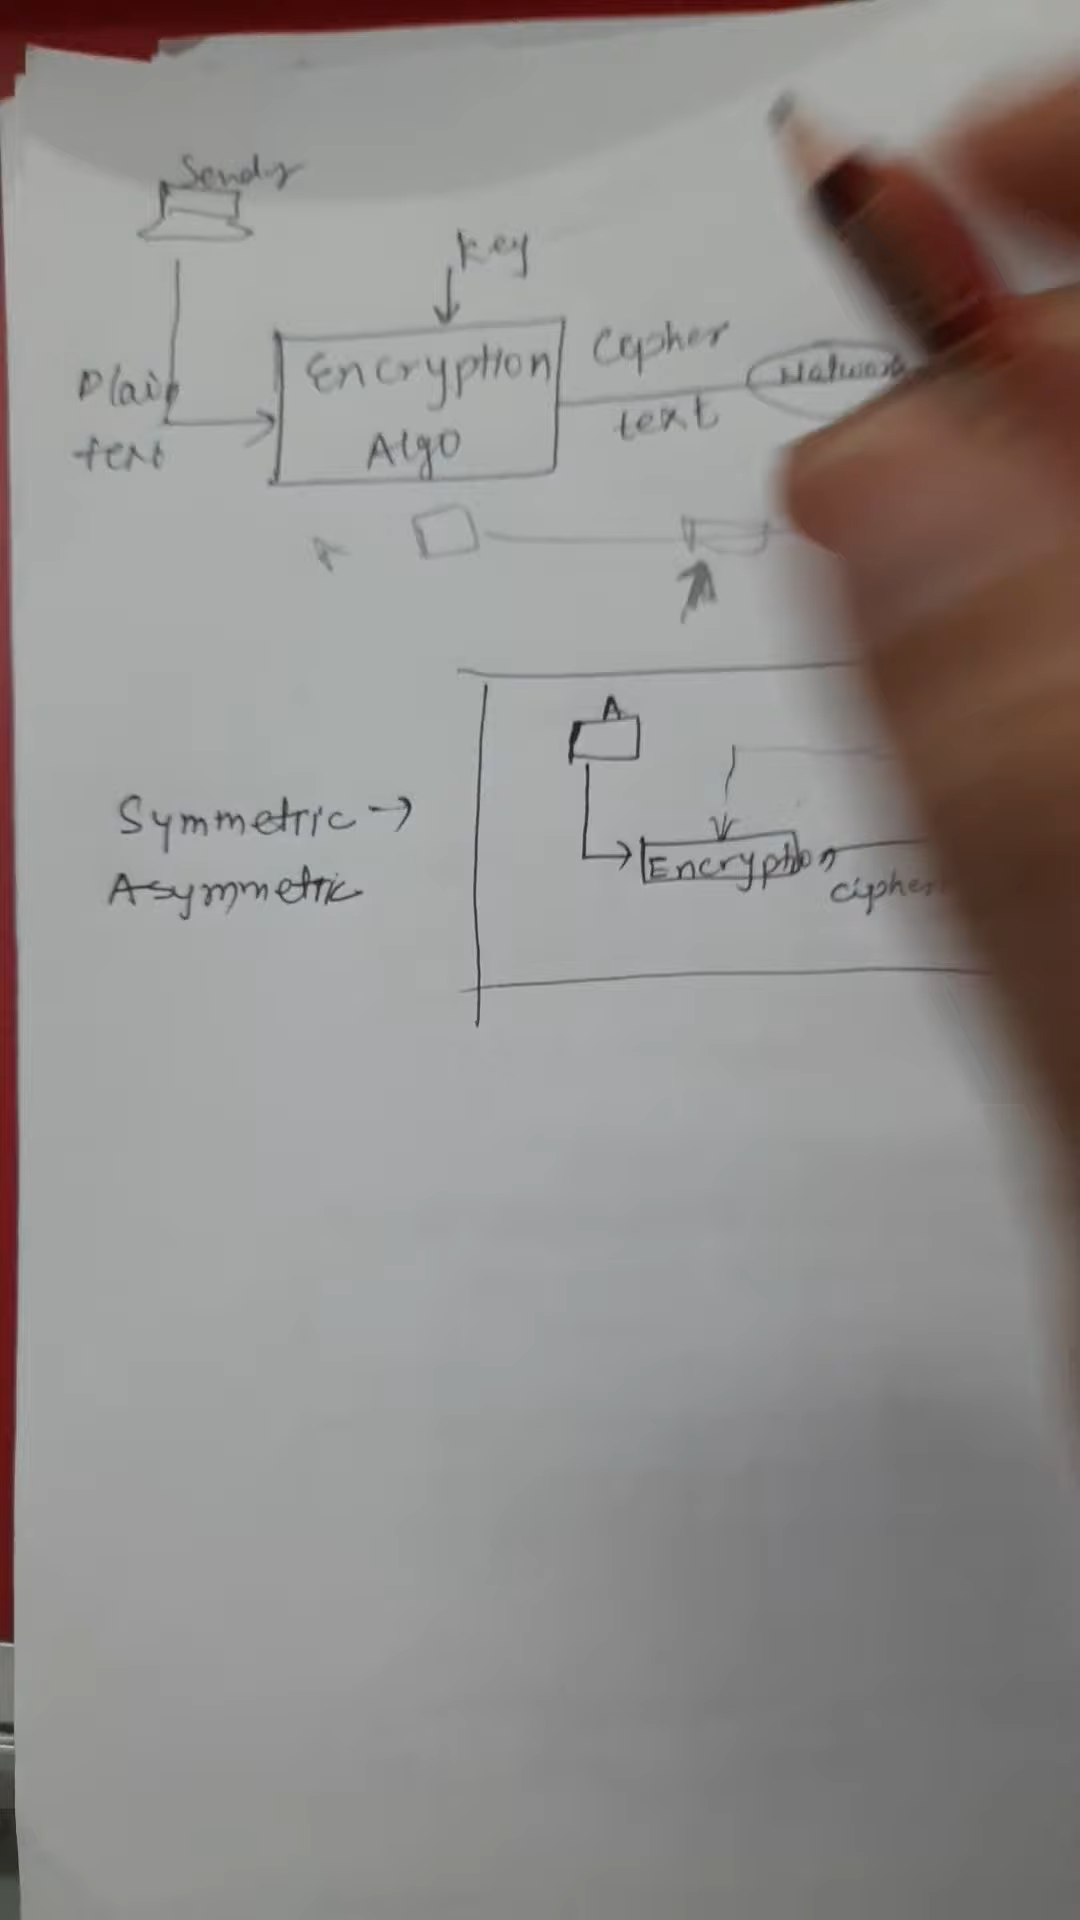 Sender
Key
Plain
text
Encryption
Algo
Cipher
text
Network
A
Symmetric →
Asymmetric
Encryption
cipher